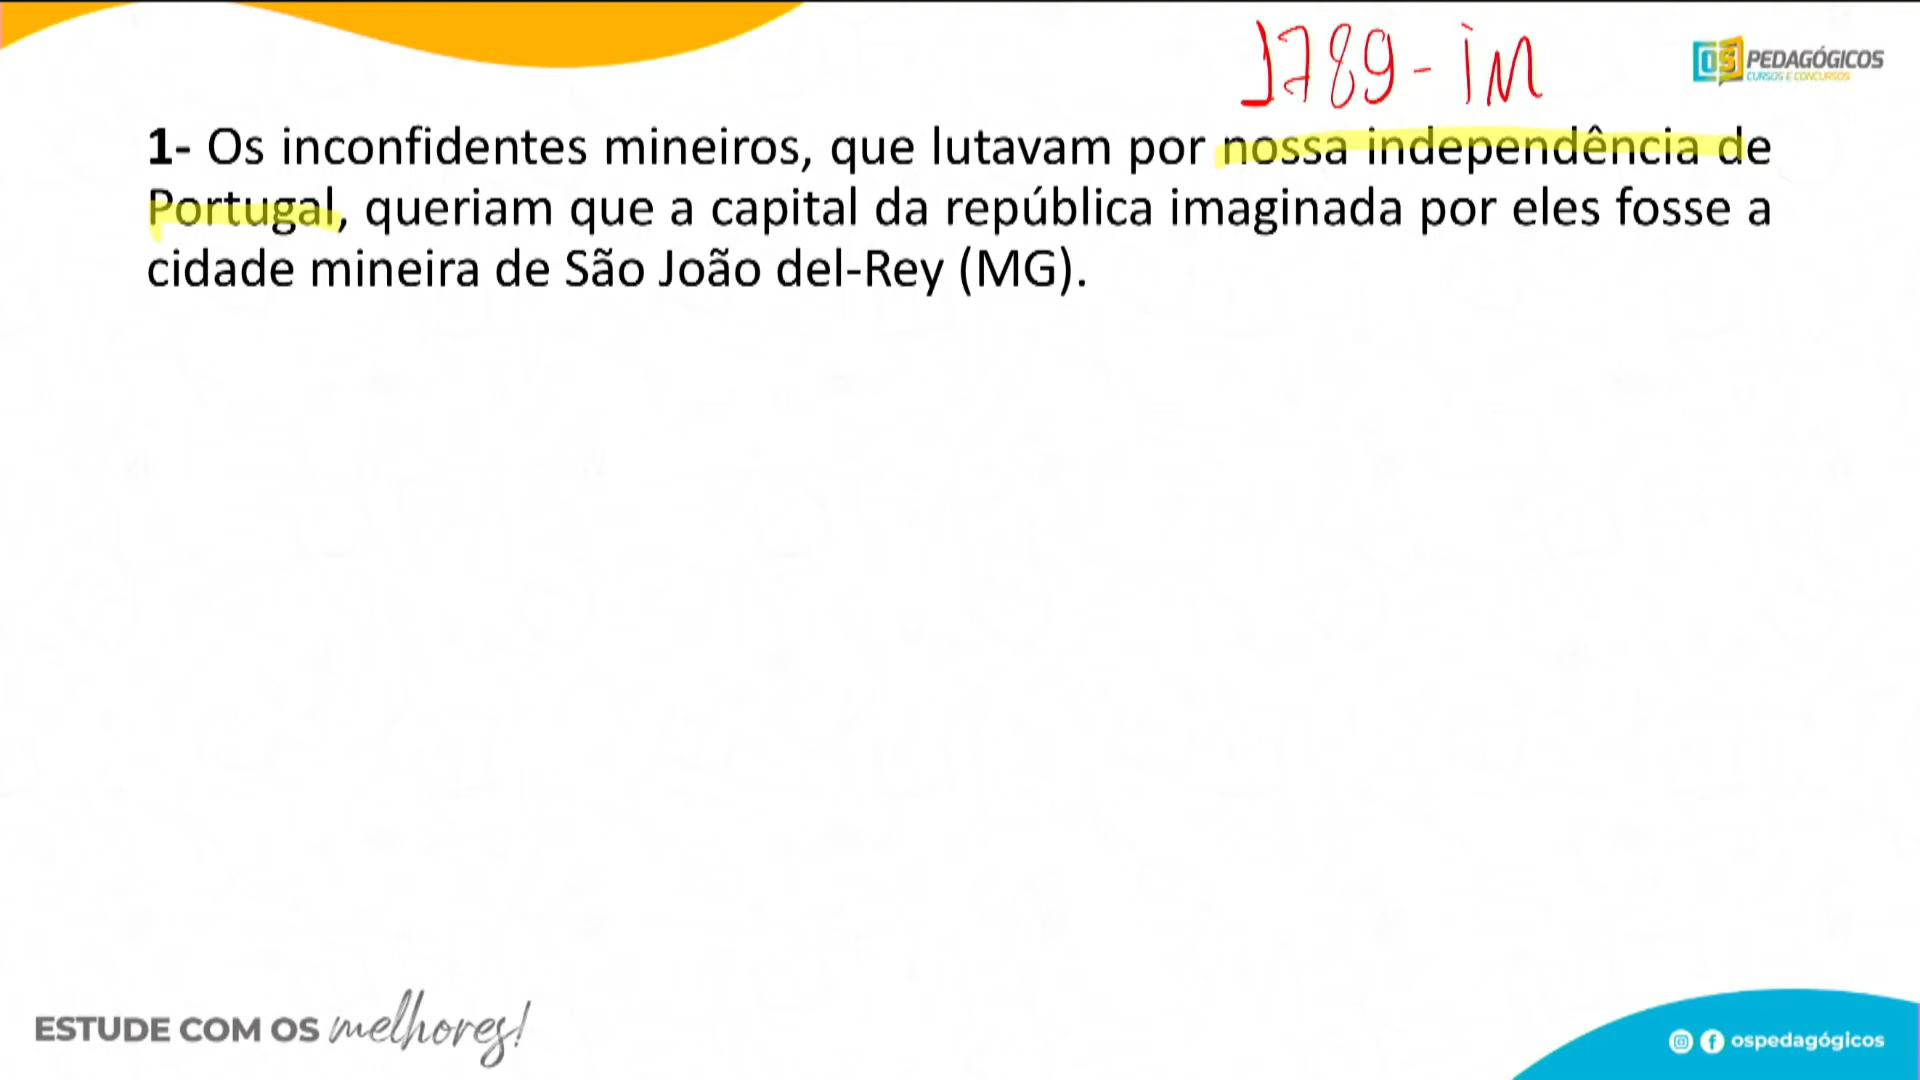 1789 - iM
OS PEDAGÓGICOS
CURSOS E CONCURSOS
1- Os inconfidentes mineiros, que lutavam por nossa independência de
Portugal, queriam que a capital da república imaginada por eles fosse a
cidade mineira de São João del-Rey (MG).
ESTUDE COM OS melhores!
ospedagógicos